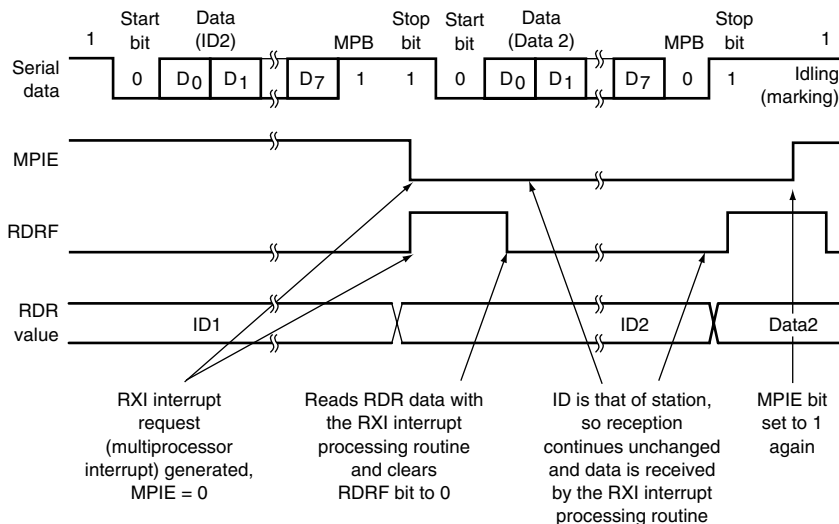 1 Start bit Data (ID2) MPB Stop bit Start bit Data (Data 2) MPB Stop bit 1
Serial data 0 D0 D1 D7 1 1 0 D0 D1 D7 0 1 Idling (marking)
MPIE
RDRF
RDR value ID1 ID2 Data2
RXI interrupt
request
(multiprocessor
interrupt) generated,
MPIE = 0
Reads RDR data with
the RXI interrupt
processing routine
and clears
RDRF bit to 0
ID is that of station,
so reception
continues unchanged
and data is received
by the RXI interrupt
processing routine
MPIE bit
set to 1
again